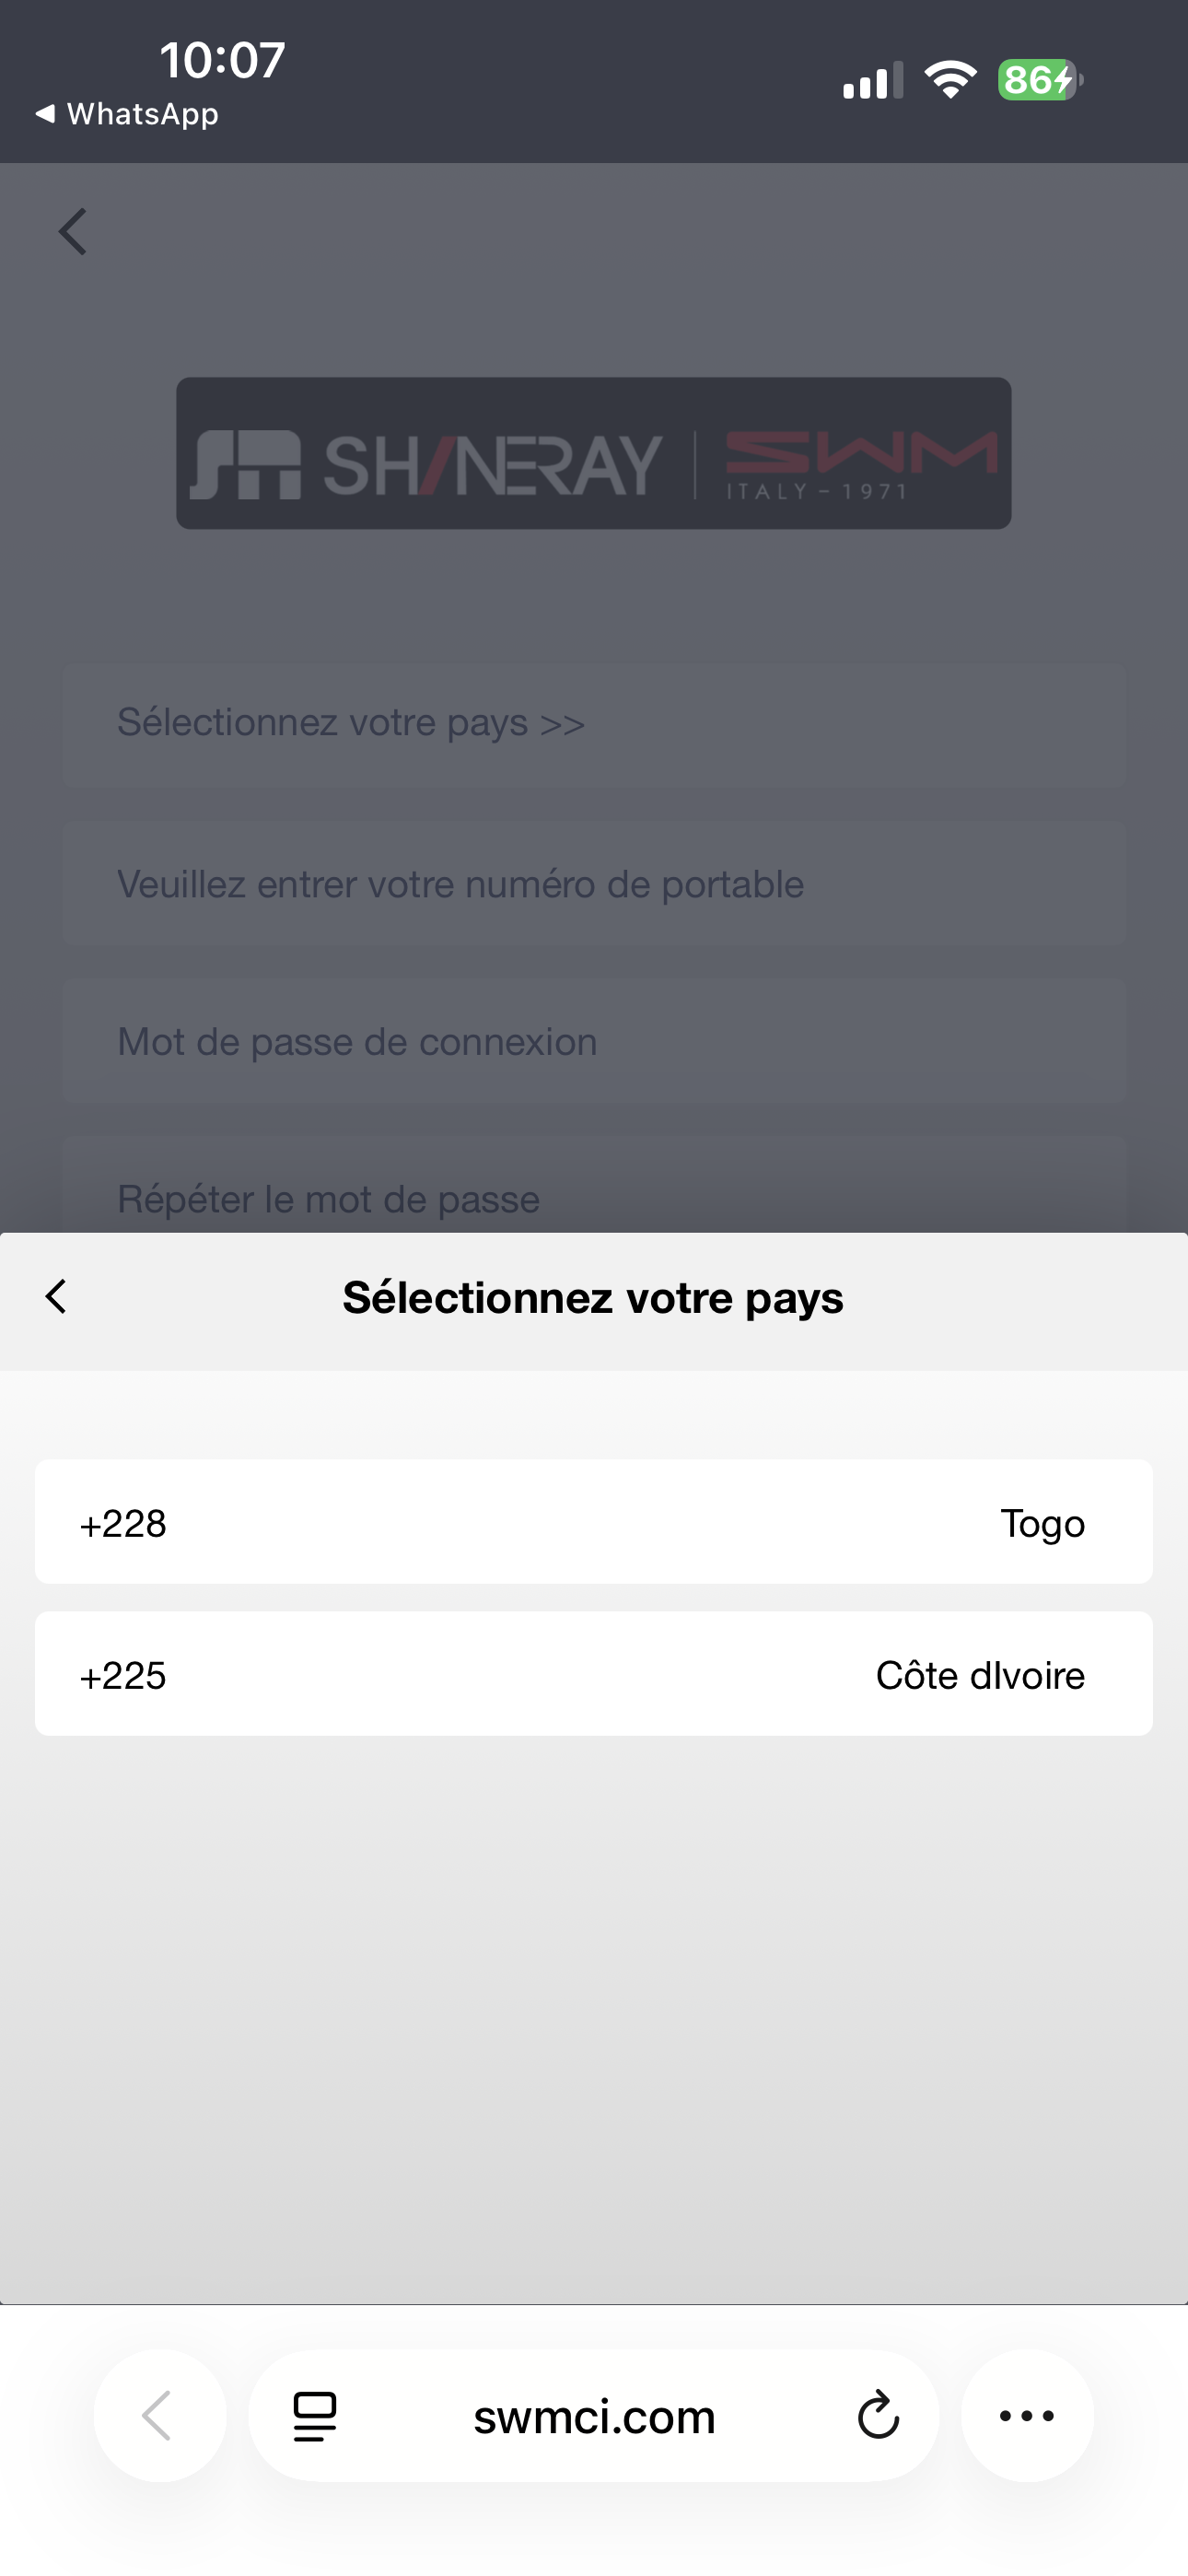 10:07
86
WhatsApp
SHINERAY
SWM
ITALY – 1971
Sélectionnez votre pays >>
Veuillez entrer votre numéro de portable
Mot de passe de connexion
Répéter le mot de passe
Sélectionnez votre pays
+228 Togo
+225 Côte dIvoire
swmci.com